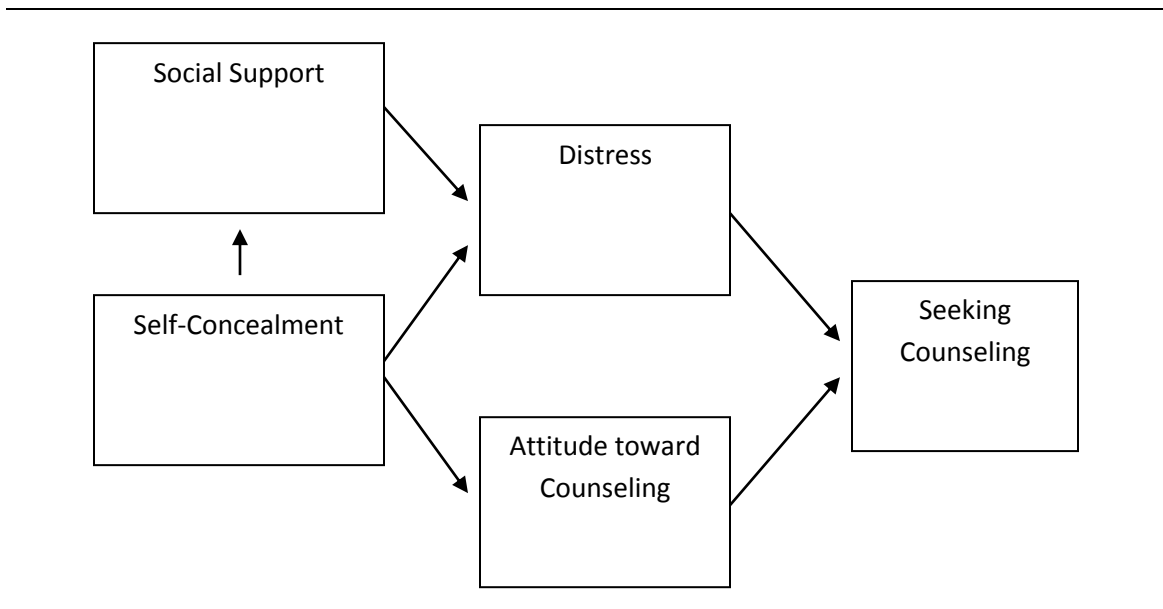 Social Support
Distress
Self-Concealment
Seeking
Counseling
Attitude toward
Counseling